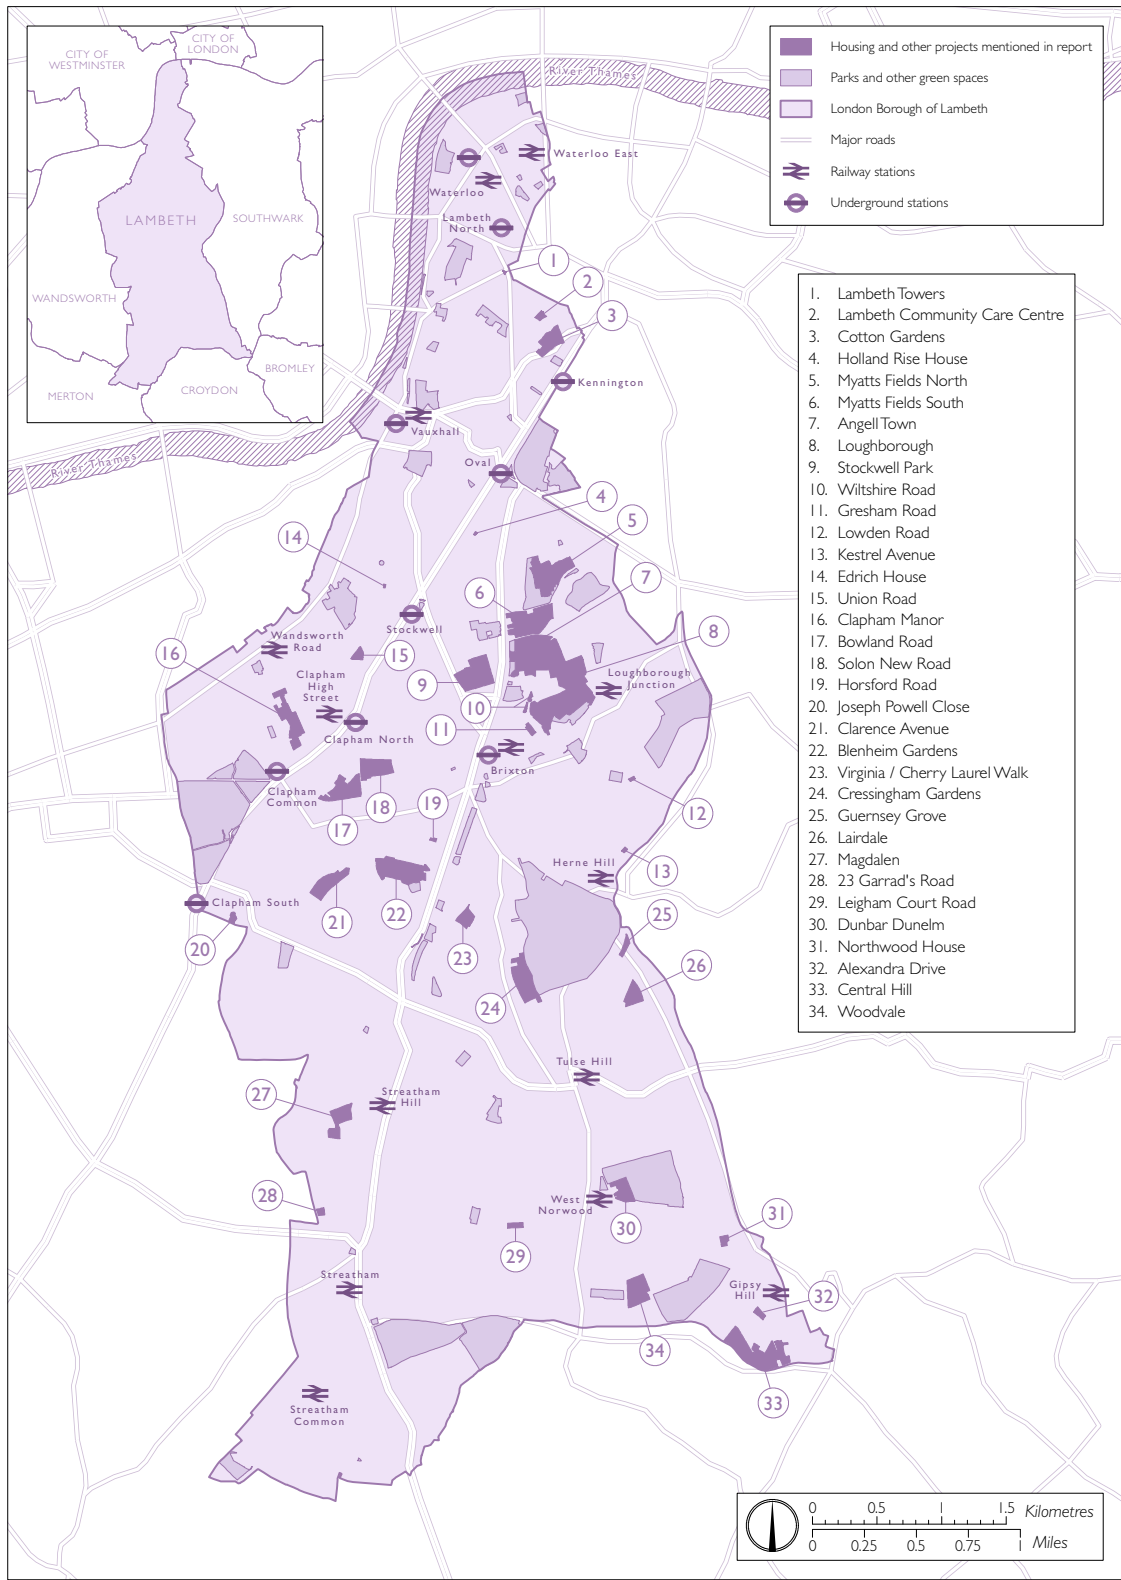 CITY OF
WESTMINSTER
CITY OF
LONDON
LAMBETH
SOUTHWARK
WANDSWORTH
MERTON
CROYDON
BROMLEY
Housing and other projects mentioned in report
Parks and other green spaces
London Borough of Lambeth
Major roads
Railway stations
Underground stations
1. Lambeth Towers
2. Lambeth Community Care Centre
3. Cotton Gardens
4. Holland Rise House
5. Myatts Fields North
6. Myatts Fields South
7. Angell Town
8. Loughborough
9. Stockwell Park
10. Wiltshire Road
11. Gresham Road
12. Lowden Road
13. Kestrel Avenue
14. Edrich House
15. Union Road
16. Clapham Manor
17. Bowland Road
18. Solon New Road
19. Horsford Road
20. Joseph Powell Close
21. Clarence Avenue
22. Blenheim Gardens
23. Virginia / Cherry Laurel Walk
24. Cressingham Gardens
25. Guernsey Grove
26. Lairdale
27. Magdalen
28. 23 Garrad's Road
29. Leigham Court Road
30. Dunbar Dunelm
31. Northwood House
32. Alexandra Drive
33. Central Hill
34. Woodvale
River Thames
Waterloo East
Waterloo
Lambeth
North
1
2
3
Kennington
Vauxhall
River Thames
Oval
4
5
14
7
6
Stockwell
8
Wandsworth
Road
16
15
Clapham
High
Street
9
Loughborough
Junction
10
11
Clapham North
Brixton
Clapham
Common
18
17
19
12
Herne Hill
13
Clapham South
21
22
25
20
23
26
24
Tulse Hill
27
Streatham
Hill
28
West
Norwood
30
31
29
Streatham
Gipsy
Hill
32
34
33
Streatham
Common
0 0.5 1 1.5 Kilometres
0 0.25 0.5 0.75 1 Miles